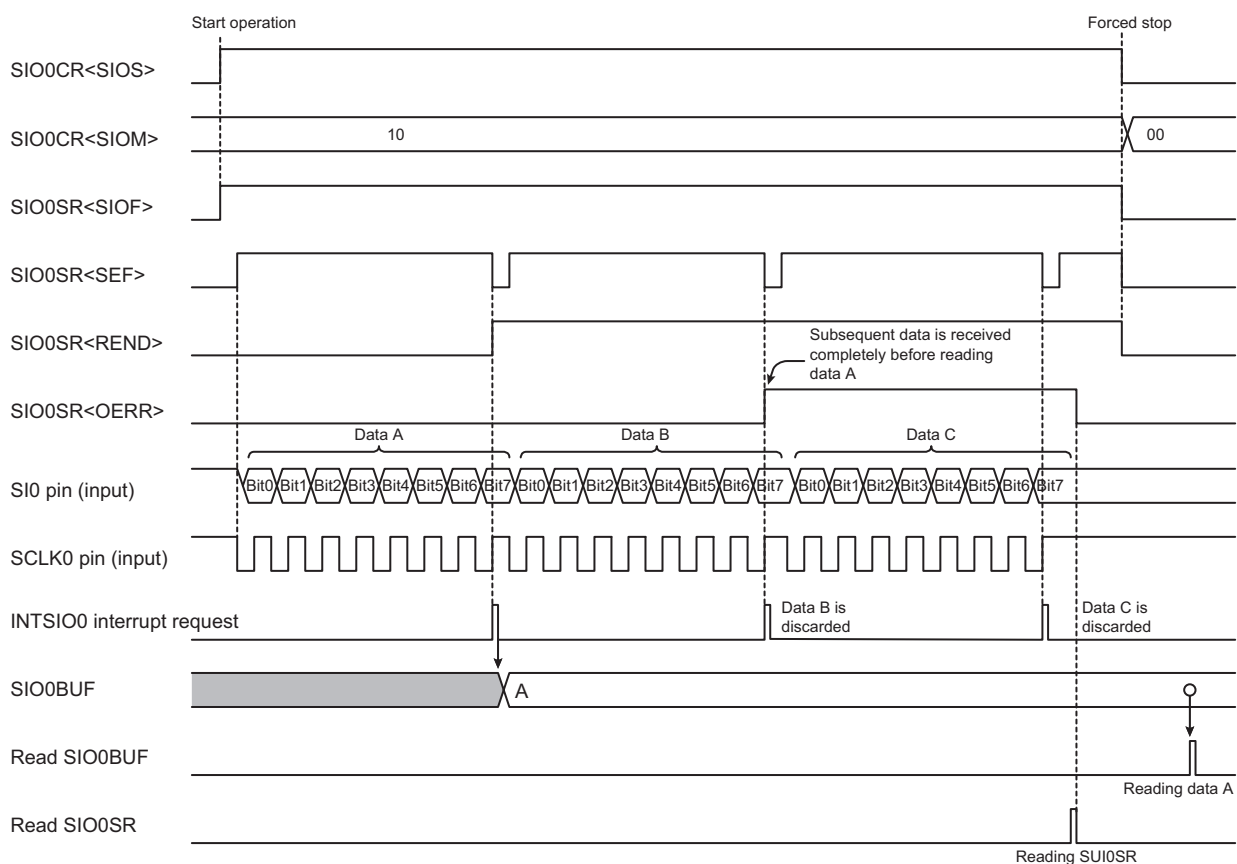 Start operation
Forced stop
SIO0CR<SIOS>
SIO0CR<SIOM>
10
00
SIO0SR<SIOF>
SIO0SR<SEF>
SIO0SR<REND>
Subsequent data is received
completely before reading
data A
SIO0SR<OERR>
Data A
Data B
Data C
SI0 pin (input)
Bit0 Bit1 Bit2 Bit3 Bit4 Bit5 Bit6 Bit7 Bit0 Bit1 Bit2 Bit3 Bit4 Bit5 Bit6 Bit7 Bit0 Bit1 Bit2 Bit3 Bit4 Bit5 Bit6 Bit7
SCLK0 pin (input)
INTSIO0 interrupt request
Data B is
discarded
Data C is
discarded
SIO0BUF
A
Read SIO0BUF
Reading data A
Read SIO0SR
Reading SUI0SR